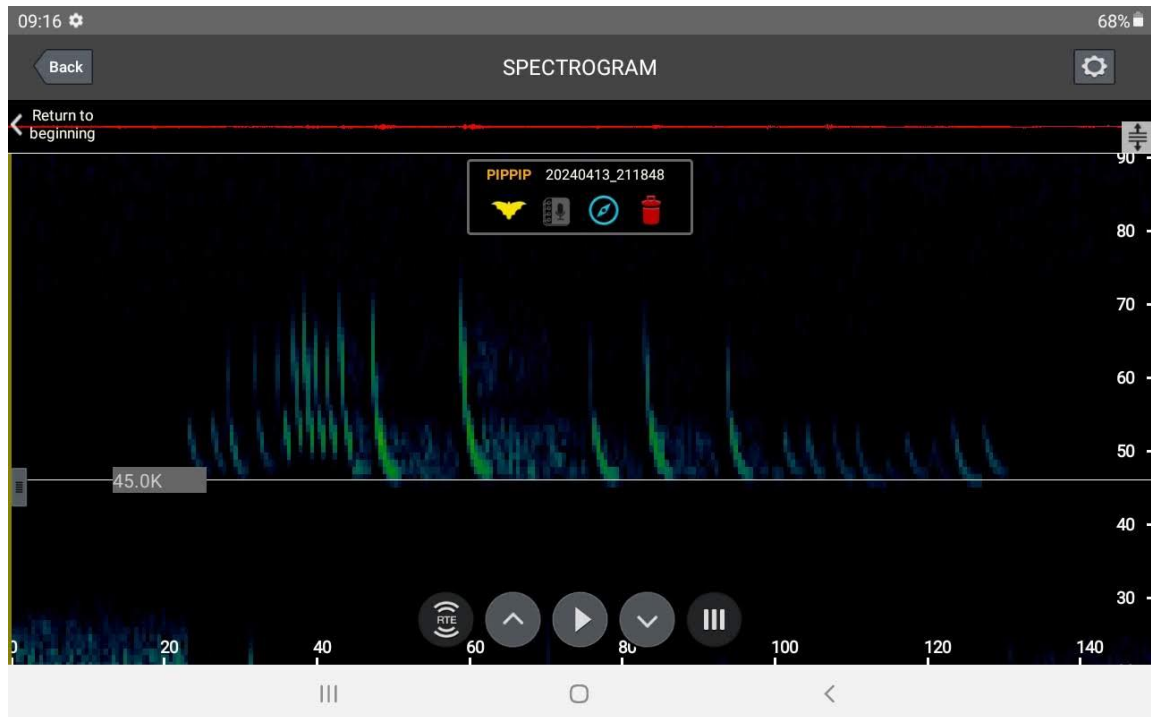 09:16 68%
Back SPECTROGRAM
Return to
beginning
90
PIPPIP 20240413_211848
80
70
60
50
45.0K
40
30
RTE
0 20 40 60 80 100 120 140